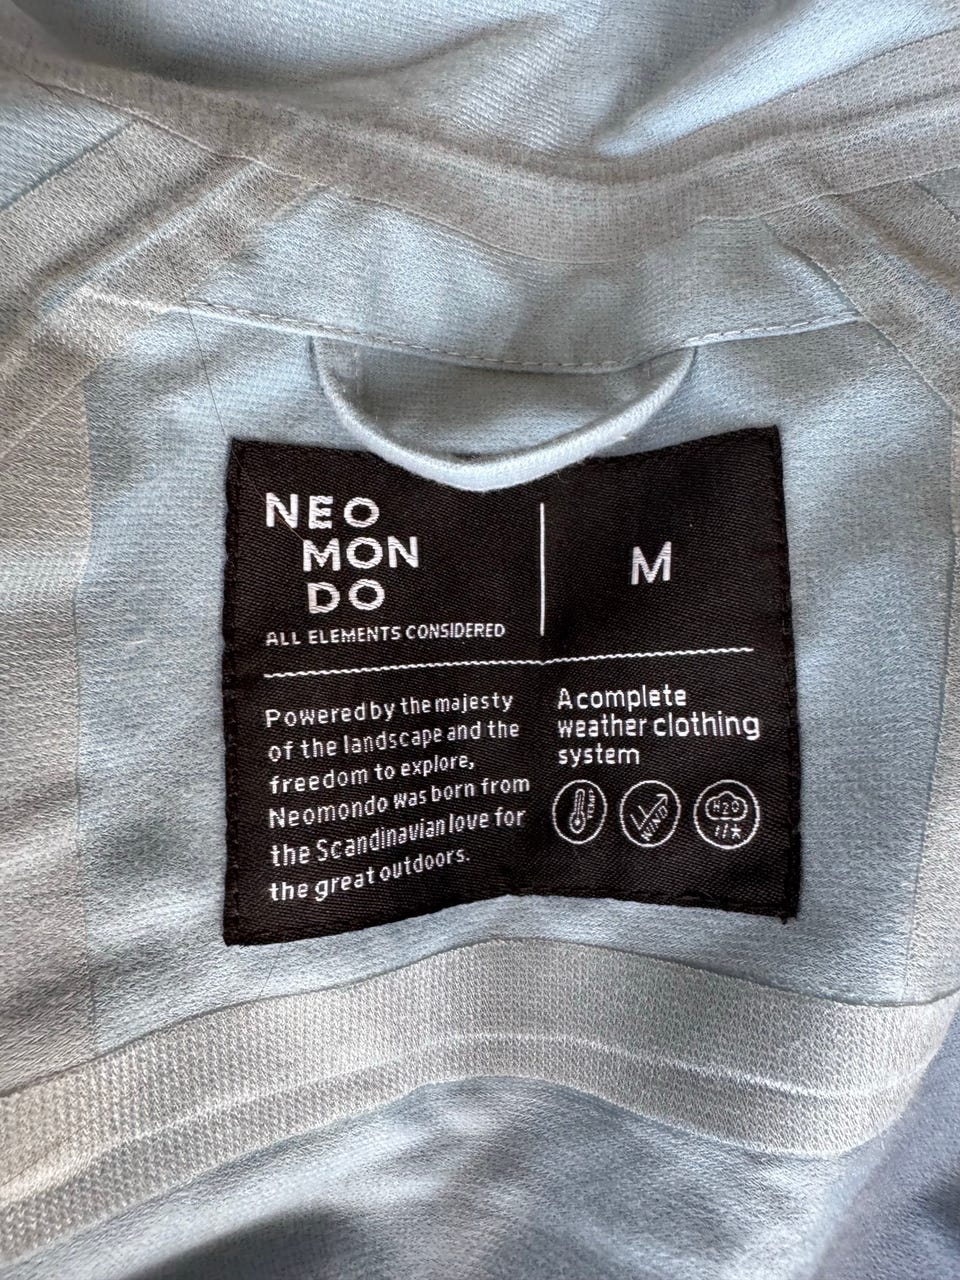 NEO
MON
DO
ALL ELEMENTS CONSIDERED
M
Powered by the majesty
of the landscape and the
freedom to explore,
Neomondo was born from
the Scandinavian love for
the great outdoors.
A complete
weather clothing
system
TEMP
WIND
H2O